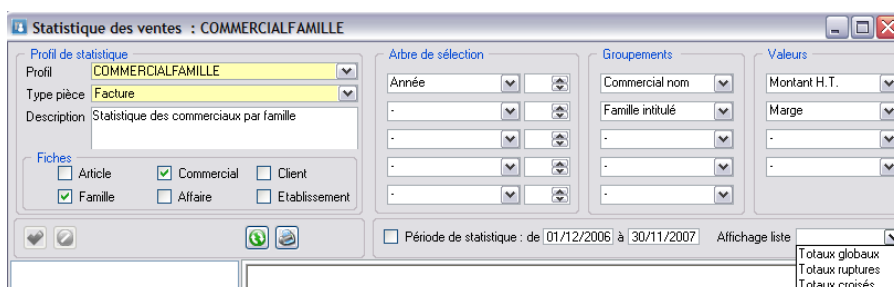 Statistique des ventes : COMMERCIALFAMILLE
Profil de statistique
Profil COMMERCIALFAMILLE
Type pièce Facture
Description Statistique des commerciaux par famille
Fiches
Article Commercial Client
Famille Affaire Etablissement
Arbre de sélection
Année
-
-
-
-
Groupements
Commercial nom
Famille intitulé
-
-
-
Valeurs
Montant H.T.
Marge
-
-
Période de statistique : de 01/12/2006 à 30/11/2007 Affichage liste
Totaux globaux
Totaux ruptures
Totaux croisés